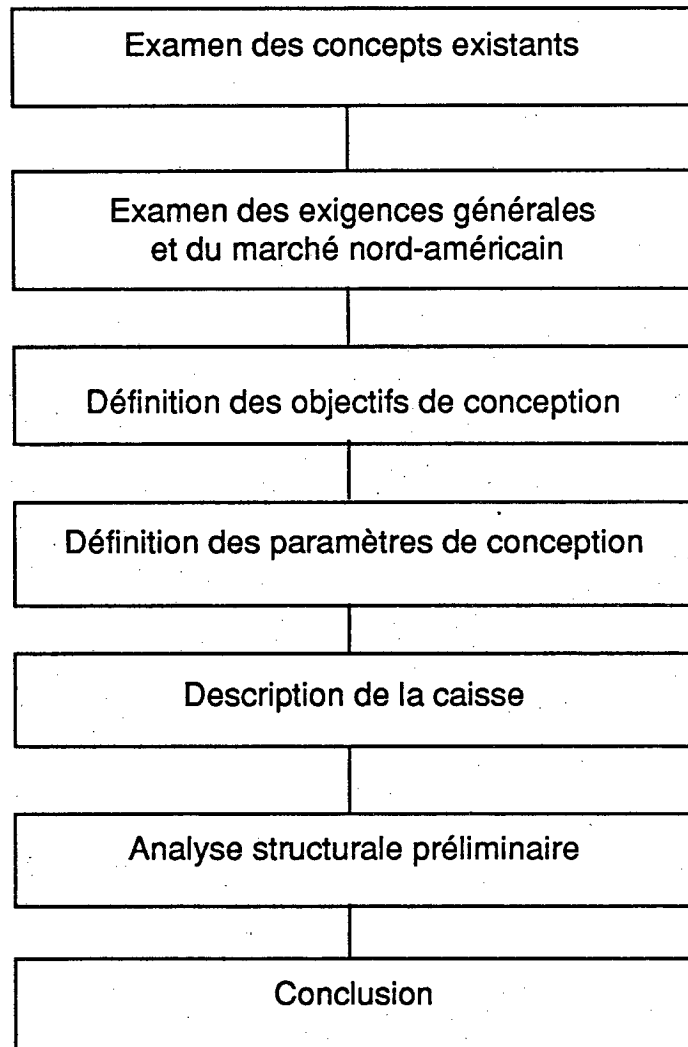 Examen des concepts existants
Examen des exigences générales
et du marché nord-américain
Définition des objectifs de conception
Définition des paramètres de conception
Description de la caisse
Analyse structurale préliminaire
Conclusion